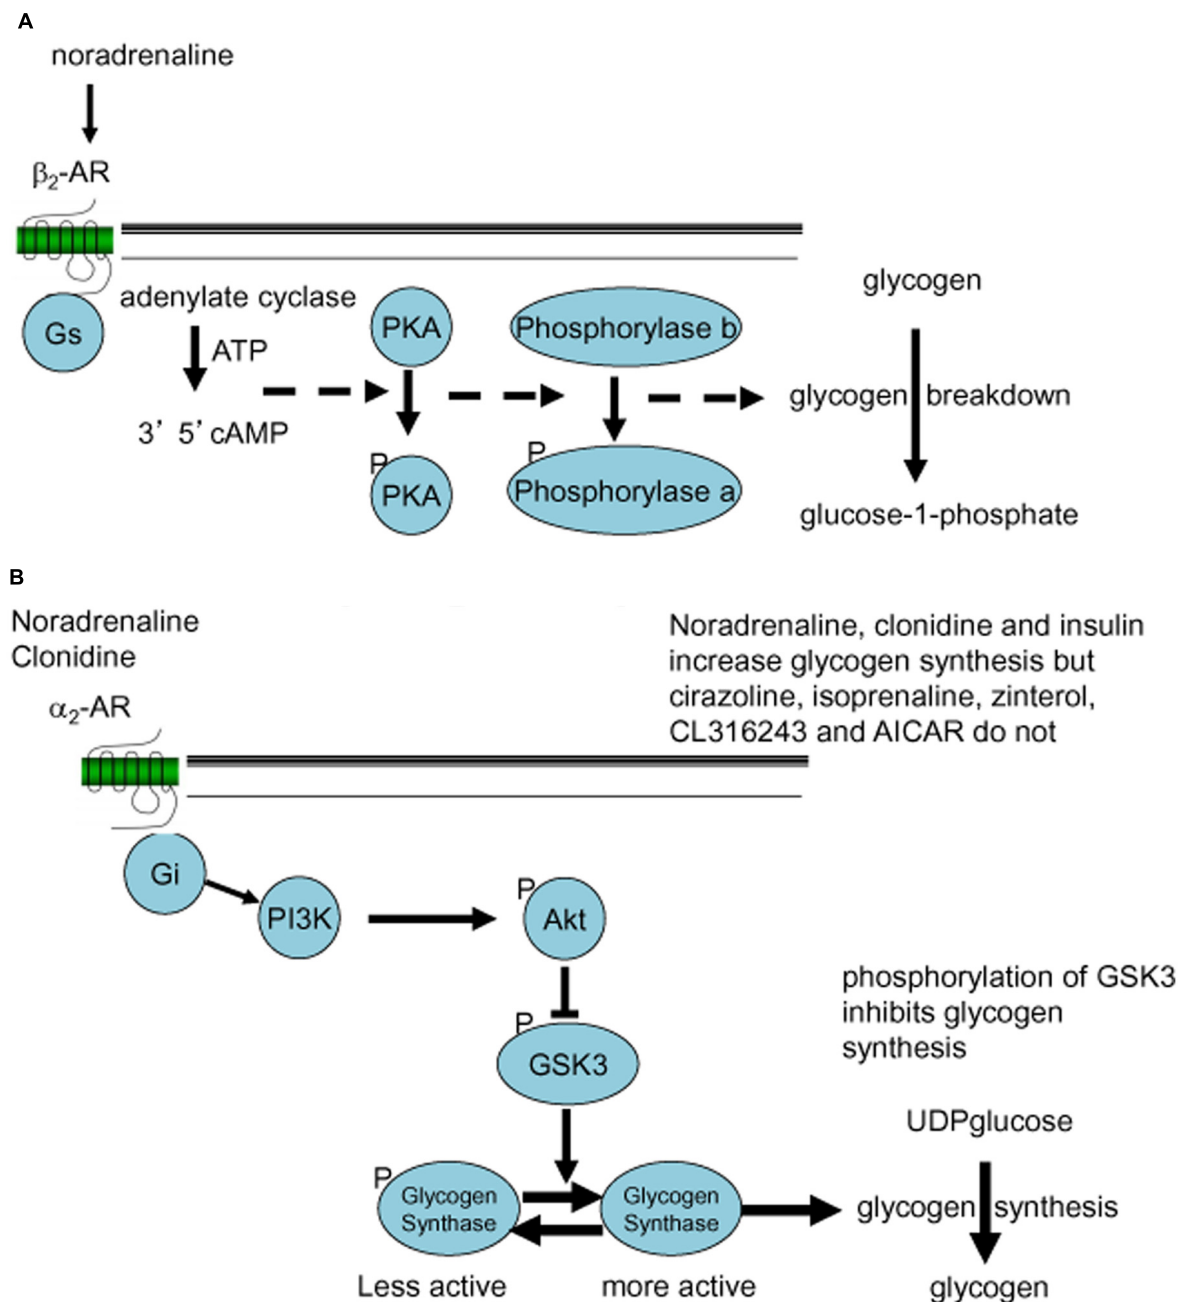 A
noradrenaline
β2-AR
Gs
adenylate cyclase
ATP
3’ 5’ cAMP
PKA
P
PKA
Phosphorylase b
P
Phosphorylase a
glycogen
glycogen breakdown
glucose-1-phosphate
B
Noradrenaline
Clonidine
α2-AR
Noradrenaline, clonidine and insulin
increase glycogen synthesis but
cirazoline, isoprenaline, zinterol,
CL316243 and AICAR do not
Gi
PI3K
P
Akt
P
GSK3
phosphorylation of GSK3
inhibits glycogen
synthesis
P
Glycogen
Synthase
Less active
Glycogen
Synthase
more active
UDPglucose
glycogen synthesis
glycogen